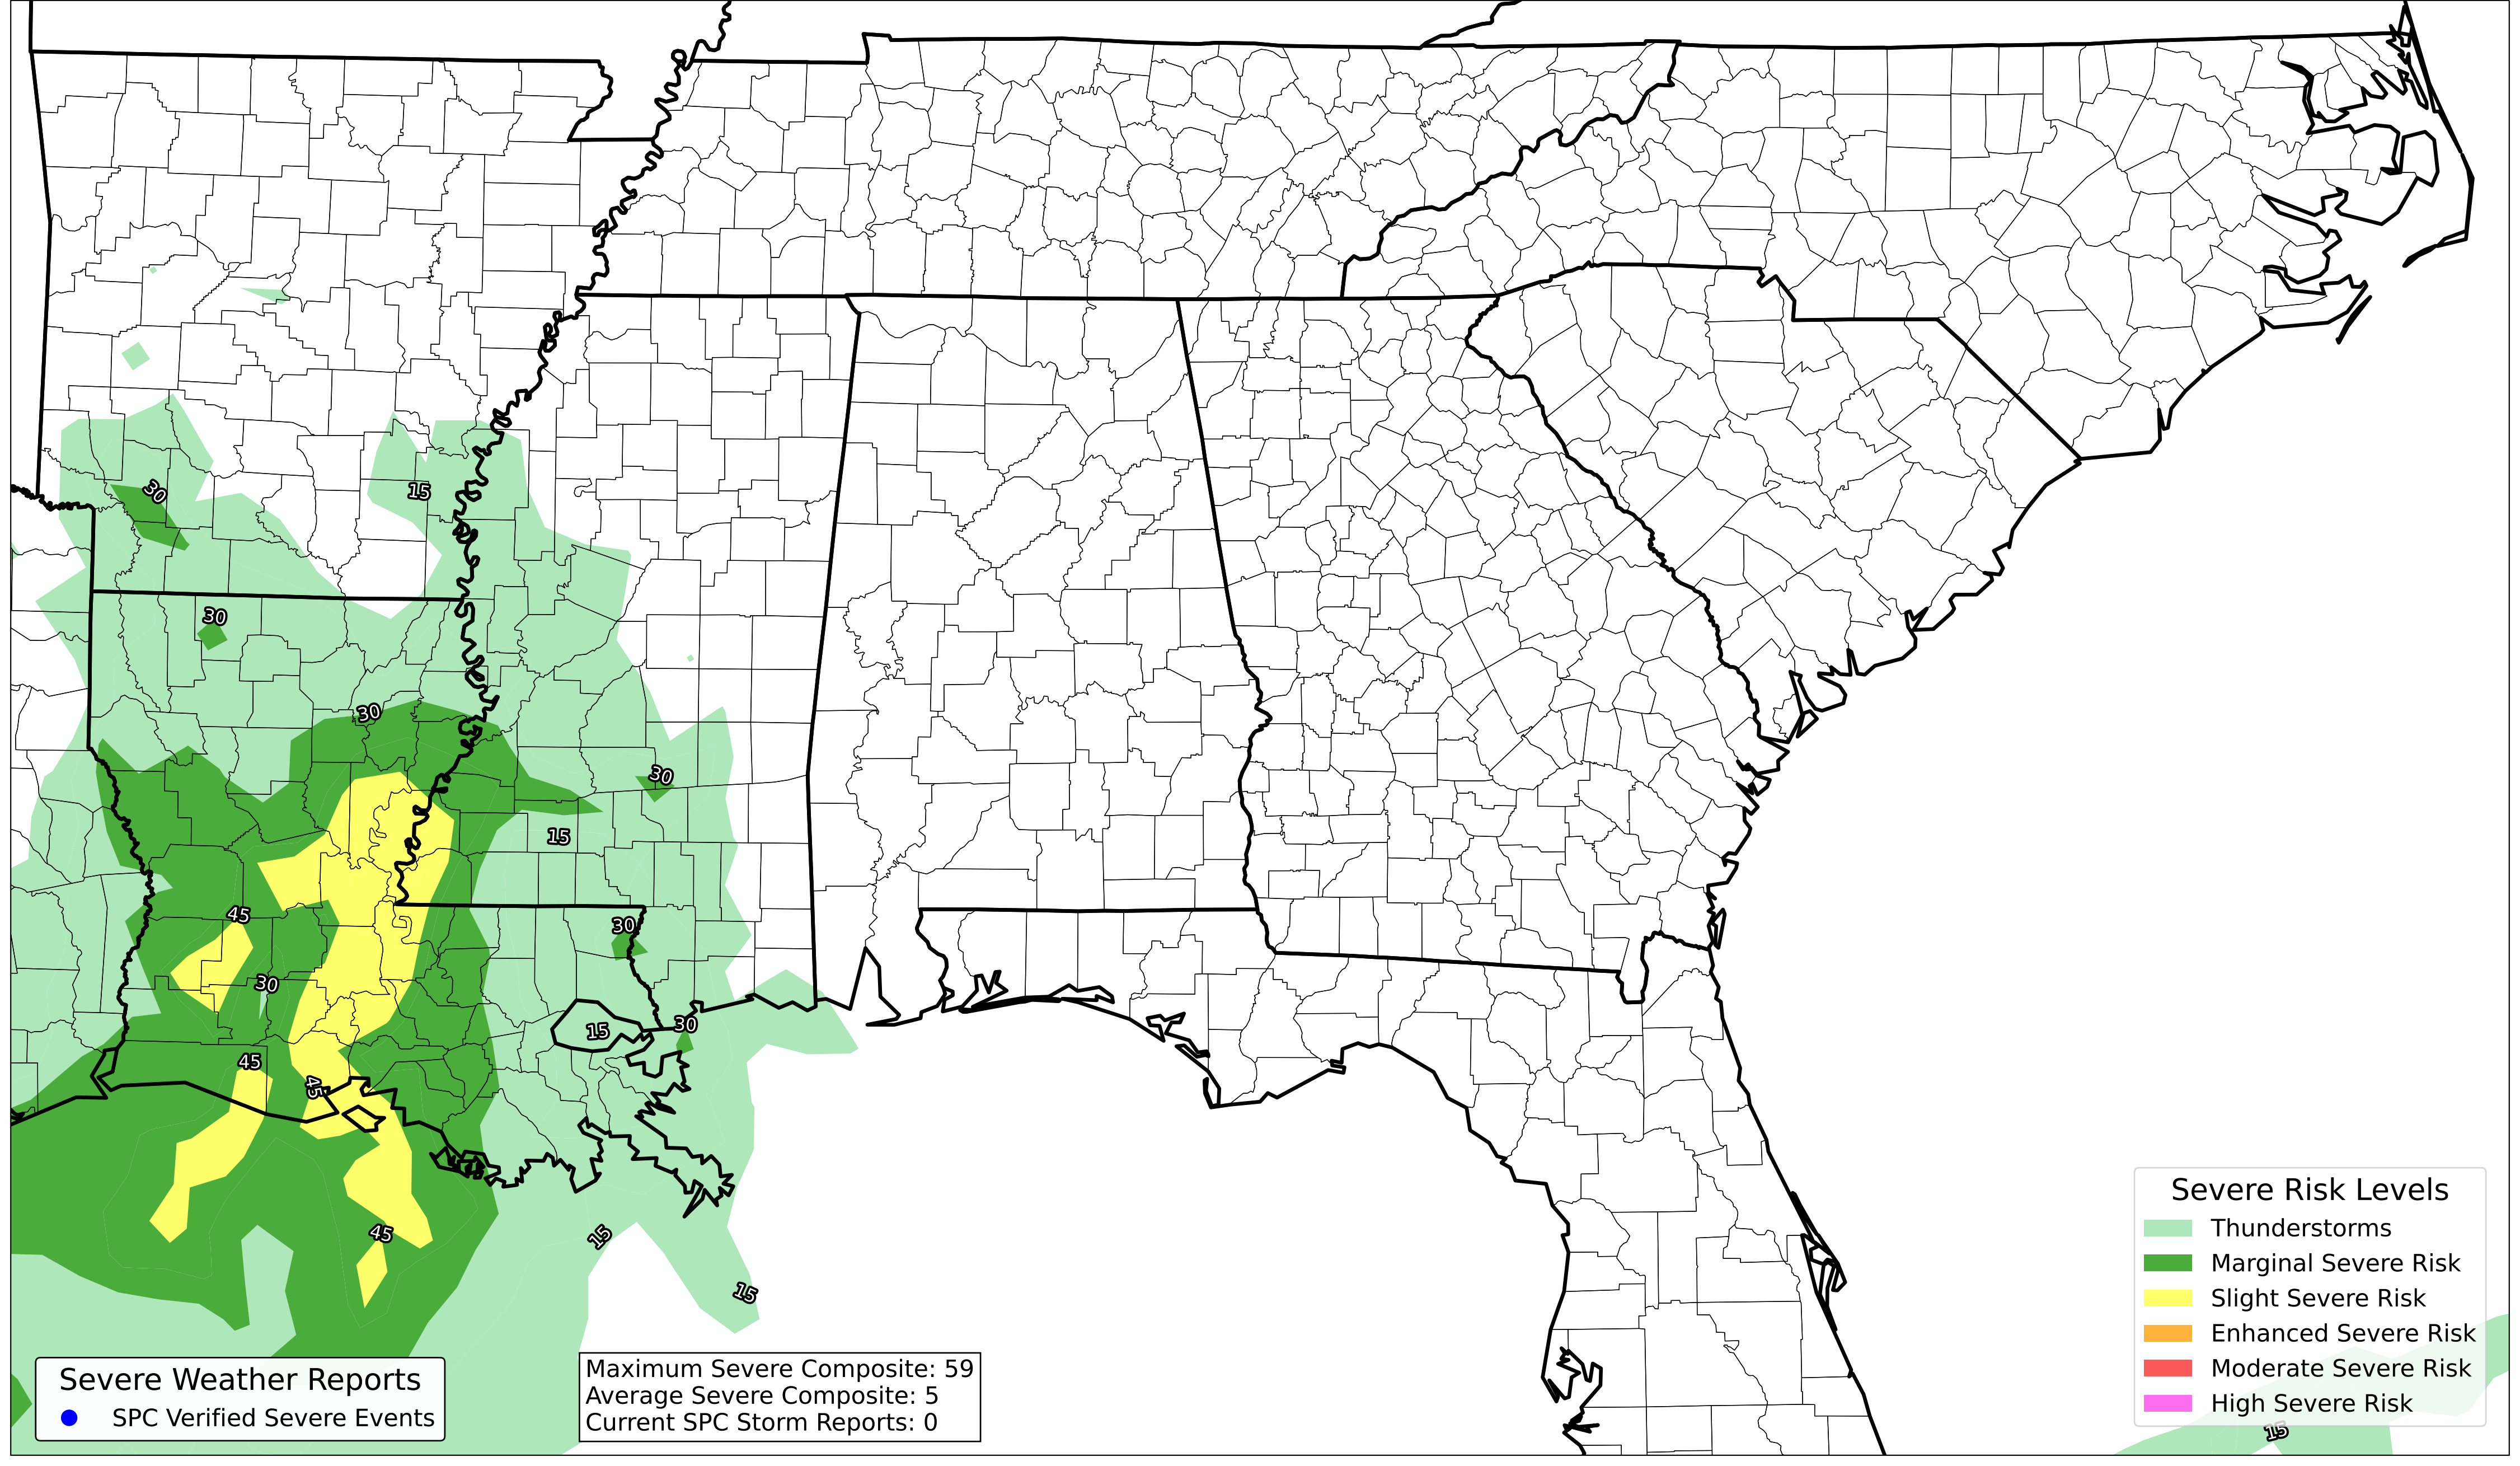 30
15
30
30
30
15
45
30
30
15
30
45
45
45
15
15
15
Severe Risk Levels
Thunderstorms
Marginal Severe Risk
Slight Severe Risk
Enhanced Severe Risk
Moderate Severe Risk
High Severe Risk
Severe Weather Reports
SPC Verified Severe Events
Maximum Severe Composite: 59
Average Severe Composite: 5
Current SPC Storm Reports: 0